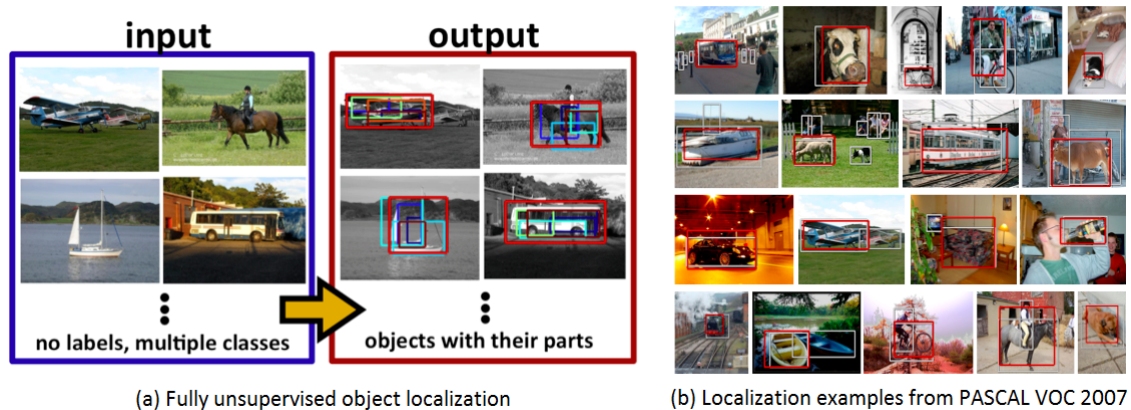 input
output
no labels, multiple classes
objects with their parts
(a) Fully unsupervised object localization
(b) Localization examples from PASCAL VOC 2007